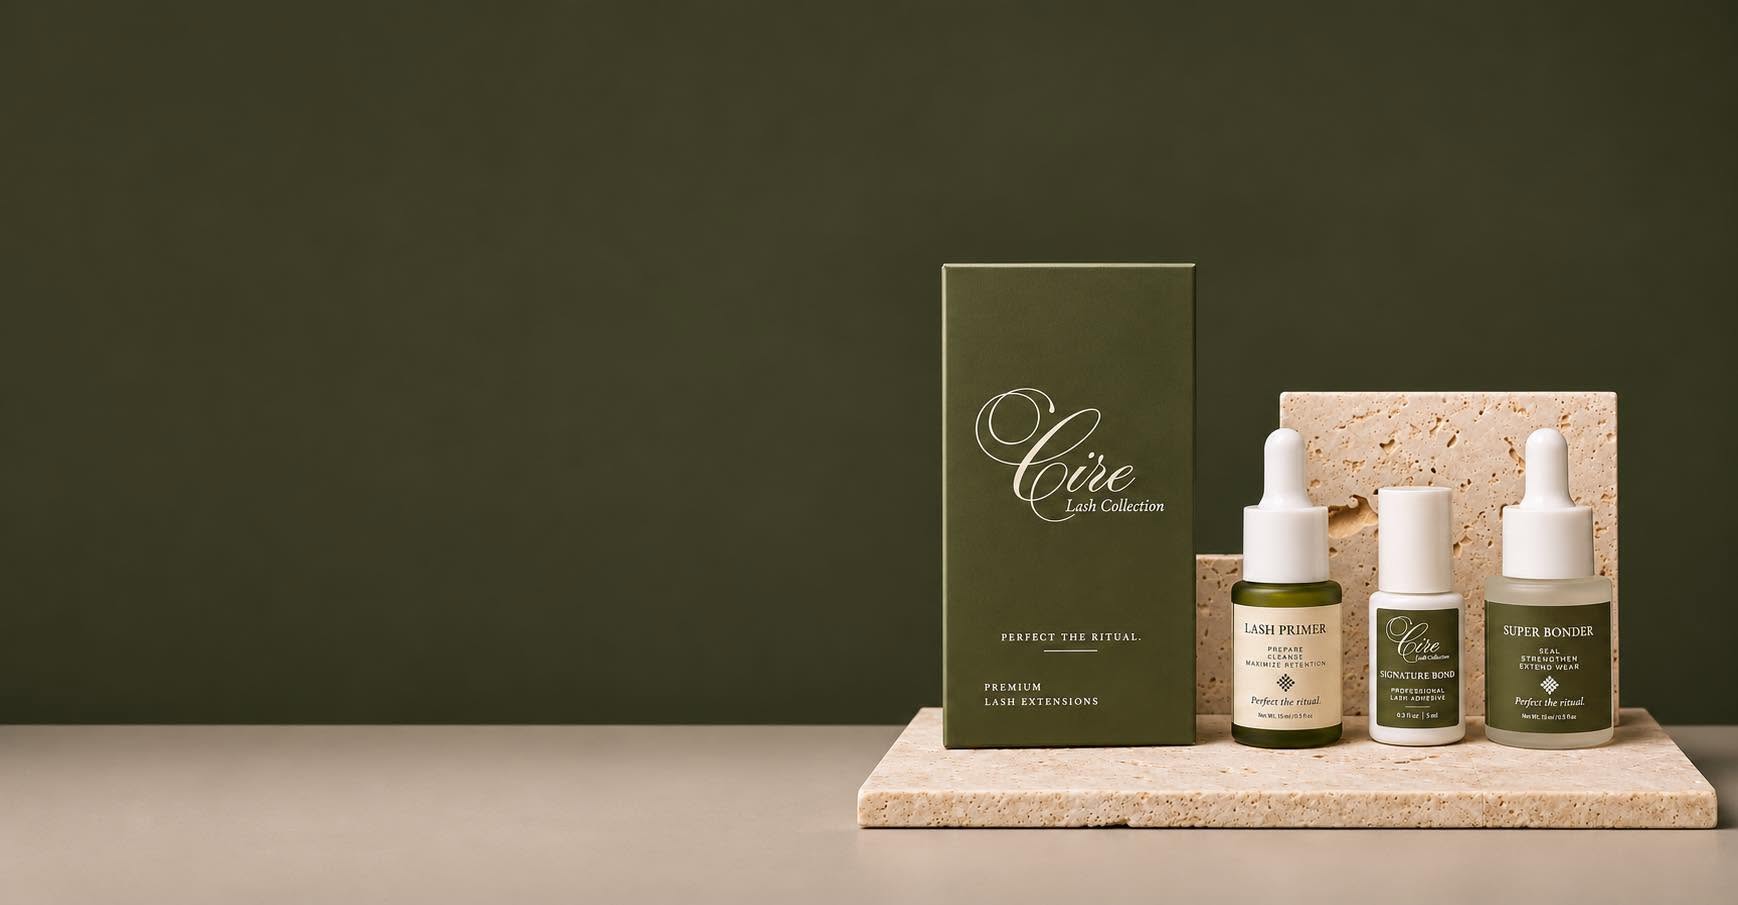 Cire
Lash Collection
PERFECT THE RITUAL.
PREMIUM
LASH EXTENSIONS
LASH PRIMER
PREPARE
CLEANSE
MAXIMIZE RETENTION
Perfect the ritual.
Net Wt. 15 ml / 0.5 fl oz
Cire
Lash Collection
SIGNATURE BOND
PROFESSIONAL
LASH ADHESIVE
0.3 fl oz | 5 ml
SUPER BONDER
SEAL
STRENGTHEN
EXTEND WEAR
Perfect the ritual.
Net Wt. 15 ml / 0.5 fl oz